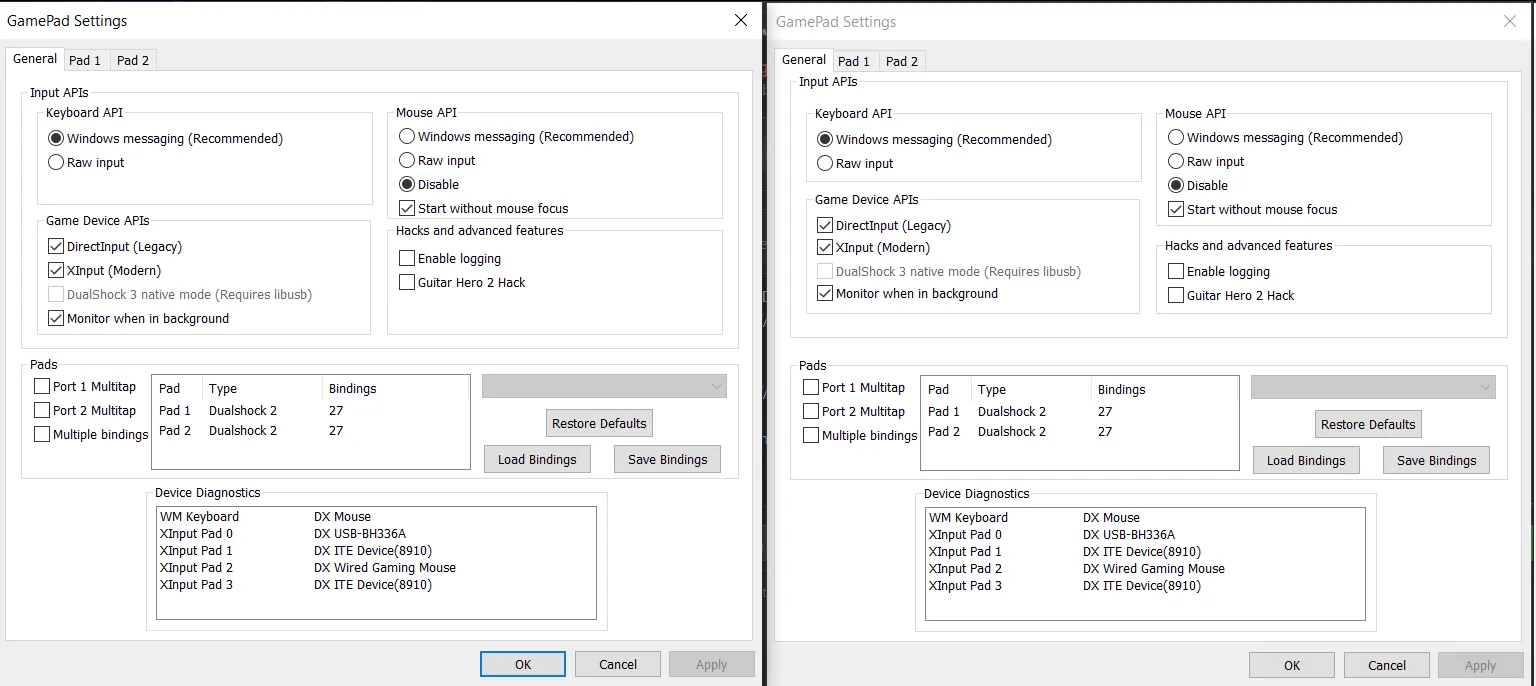 GamePad Settings
General Pad 1 Pad 2
Input APIs
Keyboard API
Windows messaging (Recommended)
Raw input
Mouse API
Windows messaging (Recommended)
Raw input
Disable
Start without mouse focus
Game Device APIs
DirectInput (Legacy)
XInput (Modern)
DualShock 3 native mode (Requires libusb)
Monitor when in background
Hacks and advanced features
Enable logging
Guitar Hero 2 Hack
Pads
Port 1 Multitap
Port 2 Multitap
Multiple bindings
Pad Type Bindings
Pad 1 Dualshock 2 27
Pad 2 Dualshock 2 27
Restore Defaults
Load Bindings Save Bindings
Device Diagnostics
WM Keyboard DX Mouse
XInput Pad 0 DX USB-BH336A
XInput Pad 1 DX ITE Device(8910)
XInput Pad 2 DX Wired Gaming Mouse
XInput Pad 3 DX ITE Device(8910)
OK Cancel Apply
GamePad Settings
General Pad 1 Pad 2
Input APIs
Keyboard API
Windows messaging (Recommended)
Raw input
Mouse API
Windows messaging (Recommended)
Raw input
Disable
Start without mouse focus
Game Device APIs
DirectInput (Legacy)
XInput (Modern)
DualShock 3 native mode (Requires libusb)
Monitor when in background
Hacks and advanced features
Enable logging
Guitar Hero 2 Hack
Pads
Port 1 Multitap
Port 2 Multitap
Multiple bindings
Pad Type Bindings
Pad 1 Dualshock 2 27
Pad 2 Dualshock 2 27
Restore Defaults
Load Bindings Save Bindings
Device Diagnostics
WM Keyboard DX Mouse
XInput Pad 0 DX USB-BH336A
XInput Pad 1 DX ITE Device(8910)
XInput Pad 2 DX Wired Gaming Mouse
XInput Pad 3 DX ITE Device(8910)
OK Cancel Apply